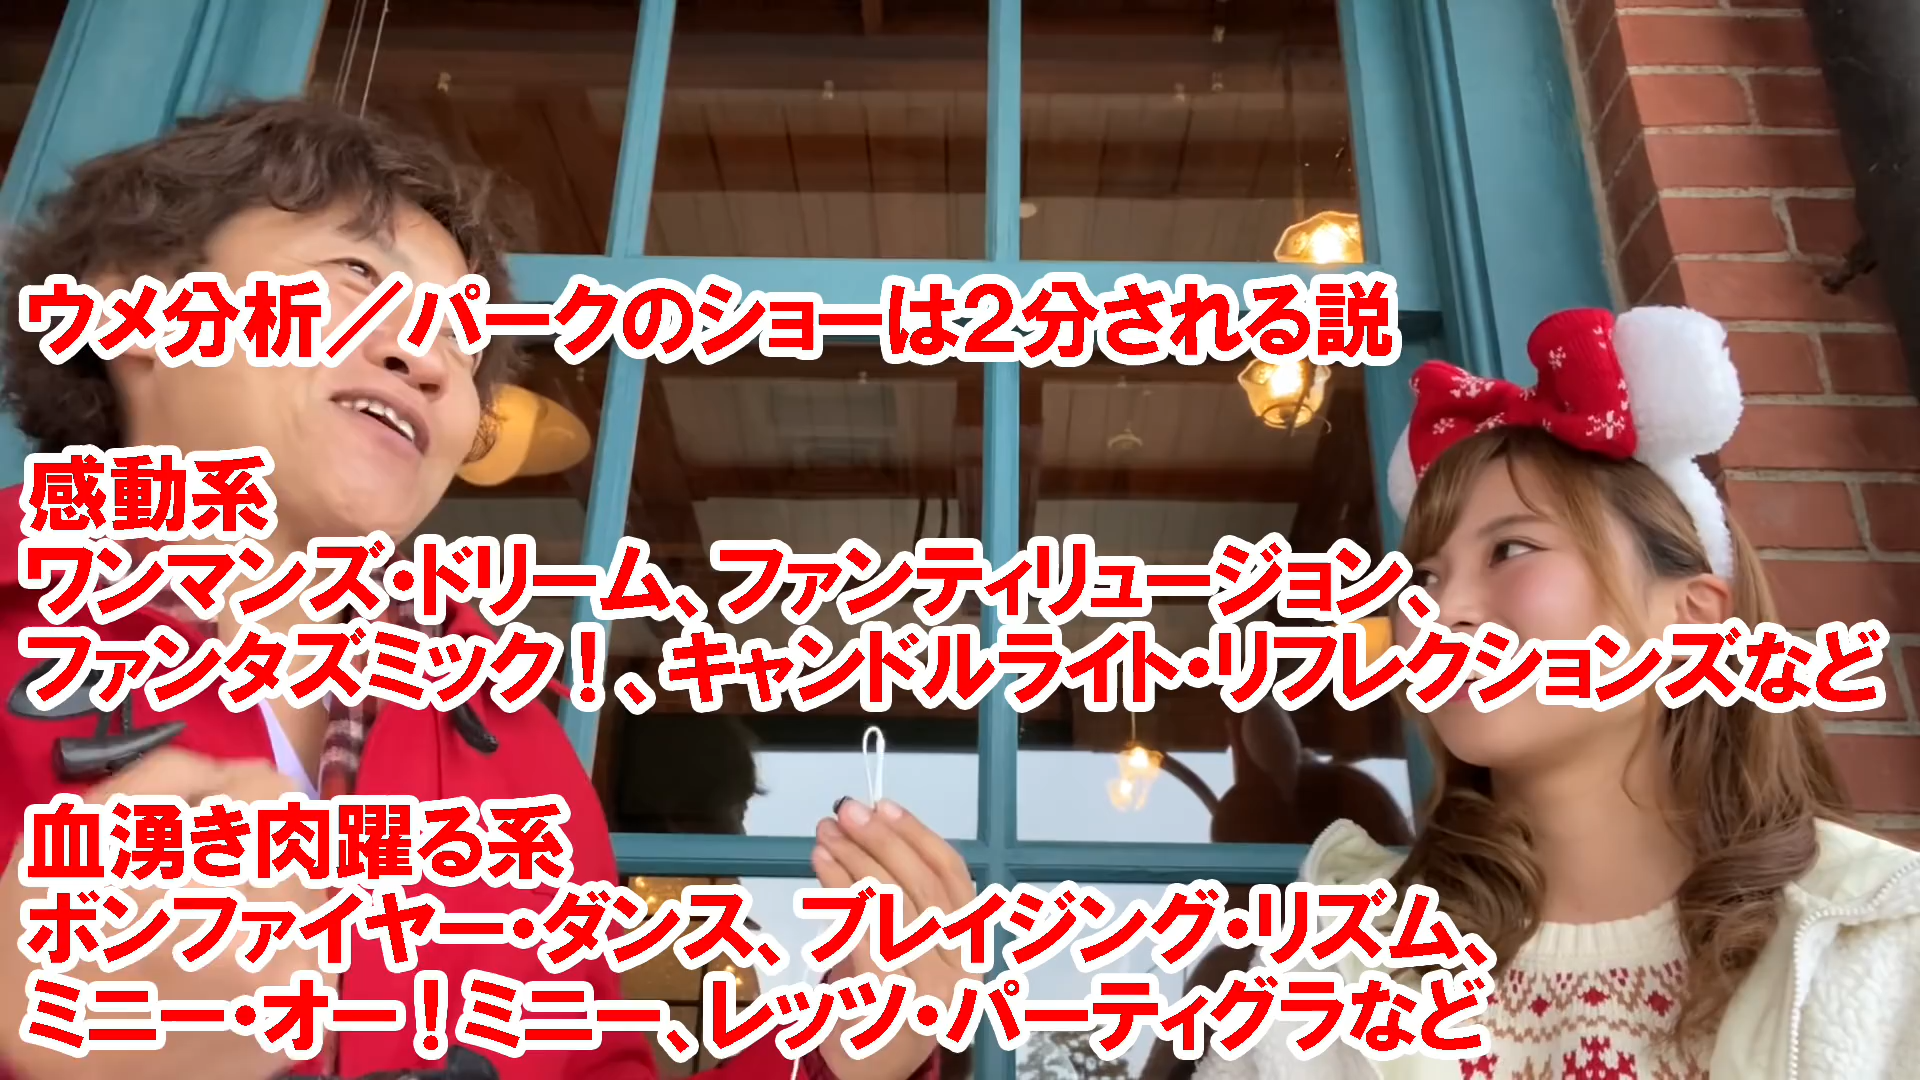 ウメ分析／パークのショーは２分される説
感動系
ワンマンズ・ドリーム、ファンティリュージョン、
ファンタズミック！、キャンドルライト・リフレクションズなど
血湧き肉躍る系
ボンファイヤー・ダンス、ブレイジング・リズム、
ミニー・オー！ミニー、レッツ・パーティグラなど